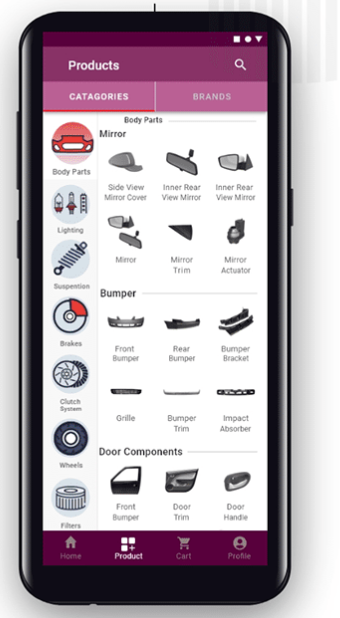 Products
CATAGORIES
BRANDS
Body Parts
Lighting
Suspention
Brakes
Clutch
System
Wheels
Filters
Body Parts
Mirror
Side View
Mirror Cover
Inner Rear
View Mirror
Inner Rear
View Mirror
Mirror
Mirror
Trim
Mirror
Actuator
Bumper
Front
Bumper
Rear
Bumper
Bumper
Bracket
Grille
Bumper
Trim
Impact
Absorber
Door Components
Front
Bumper
Door
Trim
Door
Handle
Home
Product
Cart
Profile